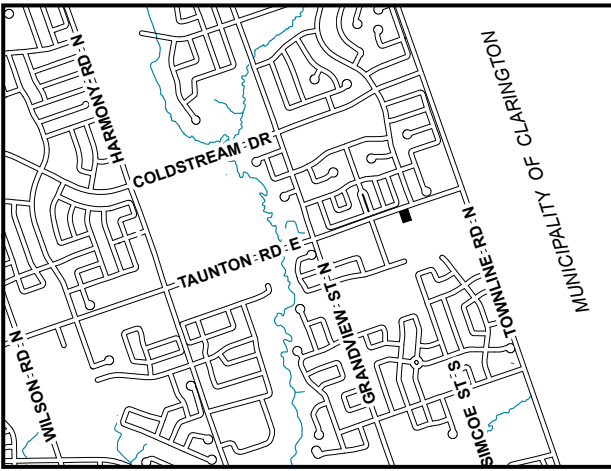 HARMONY RD N
COLDSTREAM DR
TAUNTON RD E
WILSON RD N
GRANDVIEW ST N
SIMCOE ST S
TOWNLINE RD N
MUNICIPALITY OF CLARINGTON